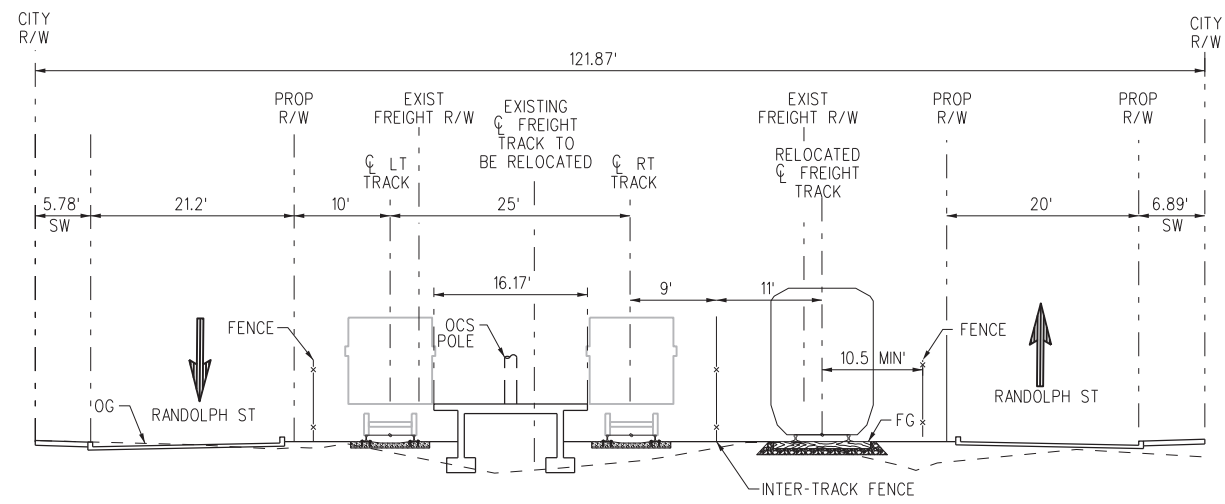 CITY
R/W
CITY
R/W
121.87'
PROP
R/W
EXIST
FREIGHT R/W
EXISTING
℄ FREIGHT
TRACK TO
BE RELOCATED
EXIST
FREIGHT R/W
PROP
R/W
PROP
R/W
℄ LT
TRACK
℄ RT
TRACK
RELOCATED
℄ FREIGHT
TRACK
5.78'
SW
21.2'
10'
25'
20'
6.89'
SW
16.17'
9'
11'
FENCE
OCS
POLE
FENCE
10.5 MIN'
OG
RANDOLPH ST
RANDOLPH ST
FG
INTER-TRACK FENCE